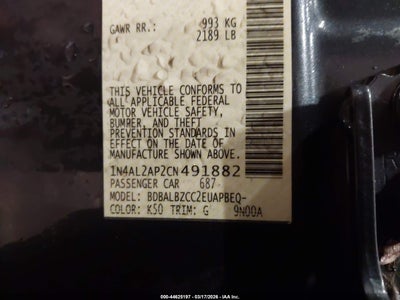 GAWR RR.: 993 KG
2189 LB
THIS VEHICLE CONFORMS TO
ALL APPLICABLE FEDERAL
MOTOR VEHICLE SAFETY,
BUMPER, AND THEFT
PREVENTION STANDARDS IN
EFFECT ON THE DATE OF
MANUFACTURE SHOWN ABOVE.
1N4AL2AP2CN491882
PASSENGER CAR 687
MODEL: BDBALBZCC2EUAPBEQ-
COLOR: K50 TRIM: G 9N00A
000-44625197 - 03/17/2026 - IAA Inc.